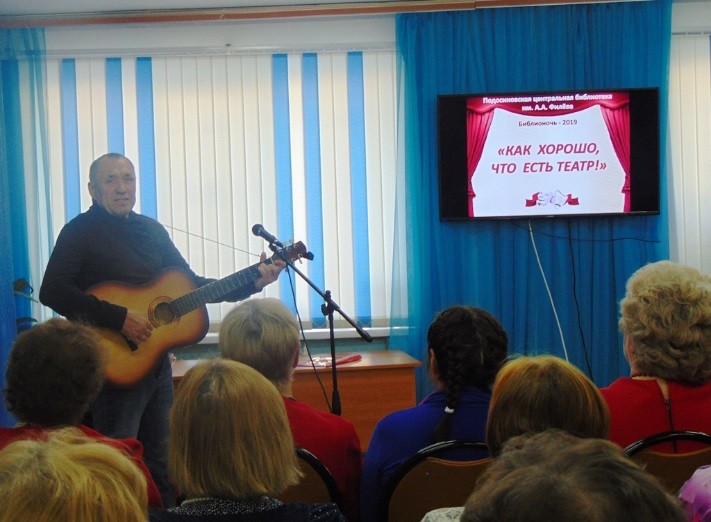 Подосиновская центральная библиотека
им. А.А. Филёва
Библионочь - 2019
«КАК ХОРОШО,
ЧТО ЕСТЬ ТЕАТР!»